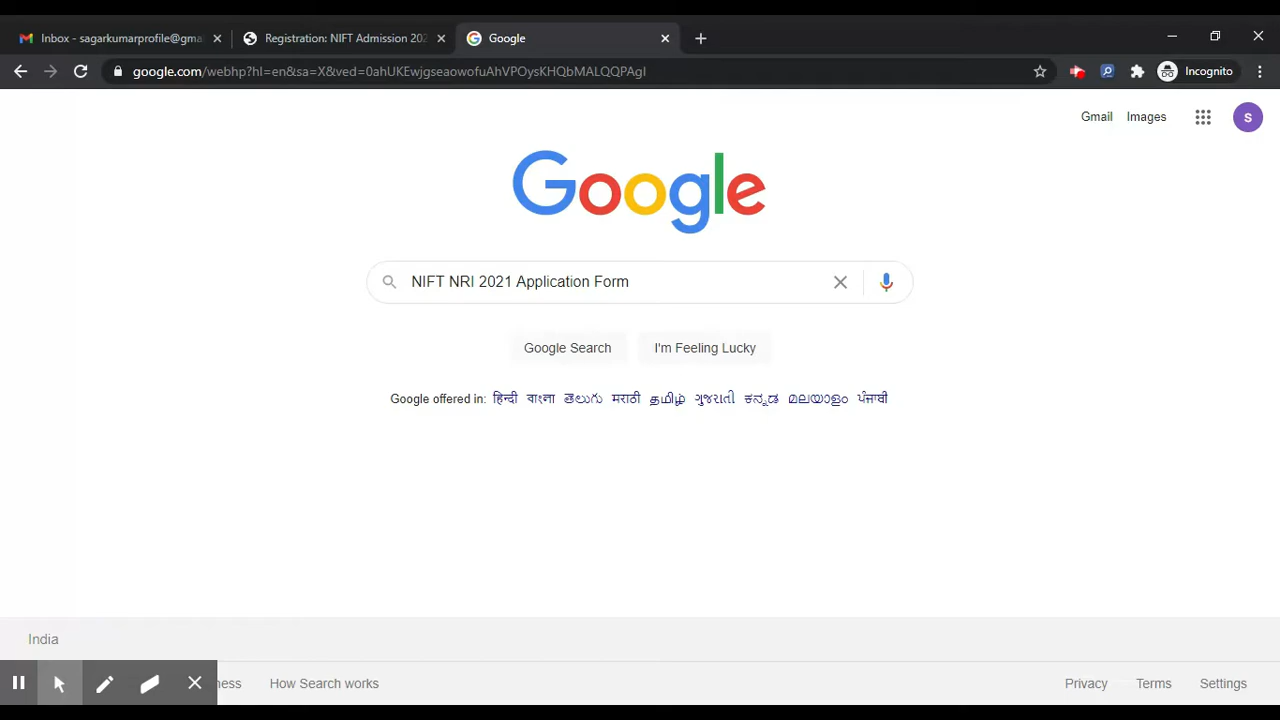 Inbox - sagarkumarprofile@gma
Registration: NIFT Admission 202
Google
google.com/webhp?hl=en&sa=X&ved=0ahUKEwjgseaowofuAhVPOysKHQbMALQQPAgI
Incognito
Gmail Images S
Google
NIFT NRI 2021 Application Form
Google Search I'm Feeling Lucky
Google offered in: हिन्दी বাংলা తెలుగు मराठी தமிழ் ગુજરાતી ಕನ್ನಡ മലയാളം ਪੰਜਾਬੀ
India
ness How Search works Privacy Terms Settings